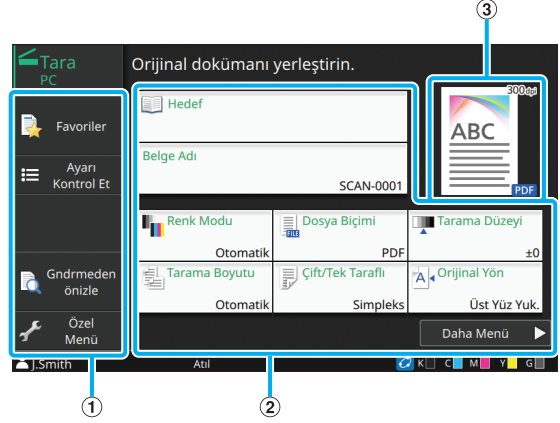 3
Tara
PC
Orijinal dokümanı yerleştirin.
Favoriler
Ayarı
Kontrol Et
Gndrmeden
önizle
Özel
Menü
Hedef
Belge Adı
SCAN-0001
300dpi
ABC
PDF
Renk Modu
Otomatik
Dosya Biçimi
FILE
PDF
Tarama Düzeyi
±0
Tarama Boyutu
Otomatik
Çift/Tek Taraflı
Simpleks
A
Orijinal Yön
Üst Yüz Yuk.
Daha Menü
J.Smith
Atıl
K C M Y G
1
2